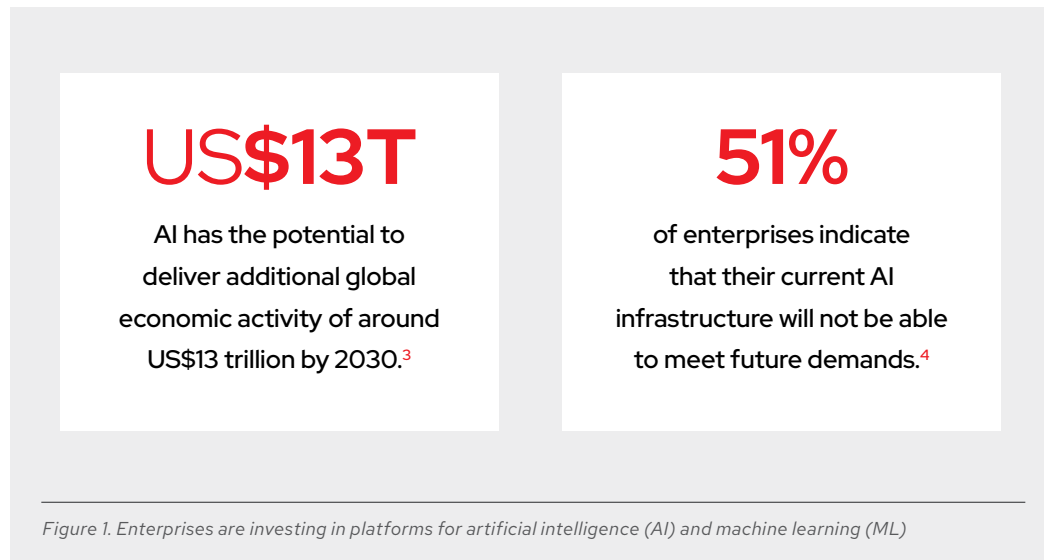 US$13T
AI has the potential to
deliver additional global
economic activity of around
US$13 trillion by 2030.3
51%
of enterprises indicate
that their current AI
infrastructure will not be able
to meet future demands.4
Figure 1. Enterprises are investing in platforms for artificial intelligence (AI) and machine learning (ML)